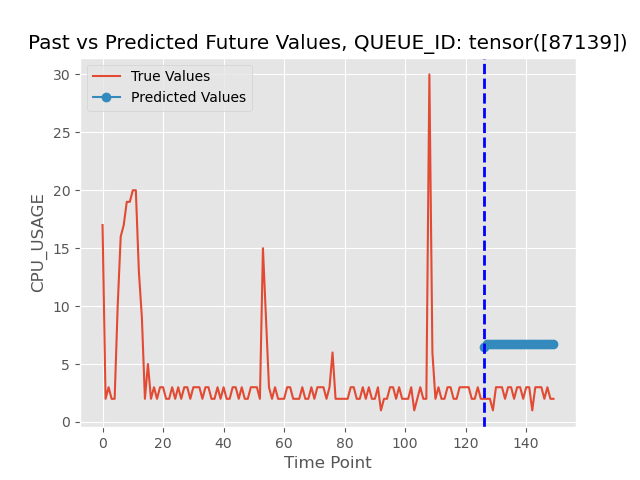 Past vs Predicted Future Values, QUEUE_ID: tensor([87139])
True Values
Predicted Values
30
25
20
15
10
5
0
CPU_USAGE
0 20 40 60 80 100 120 140
Time Point